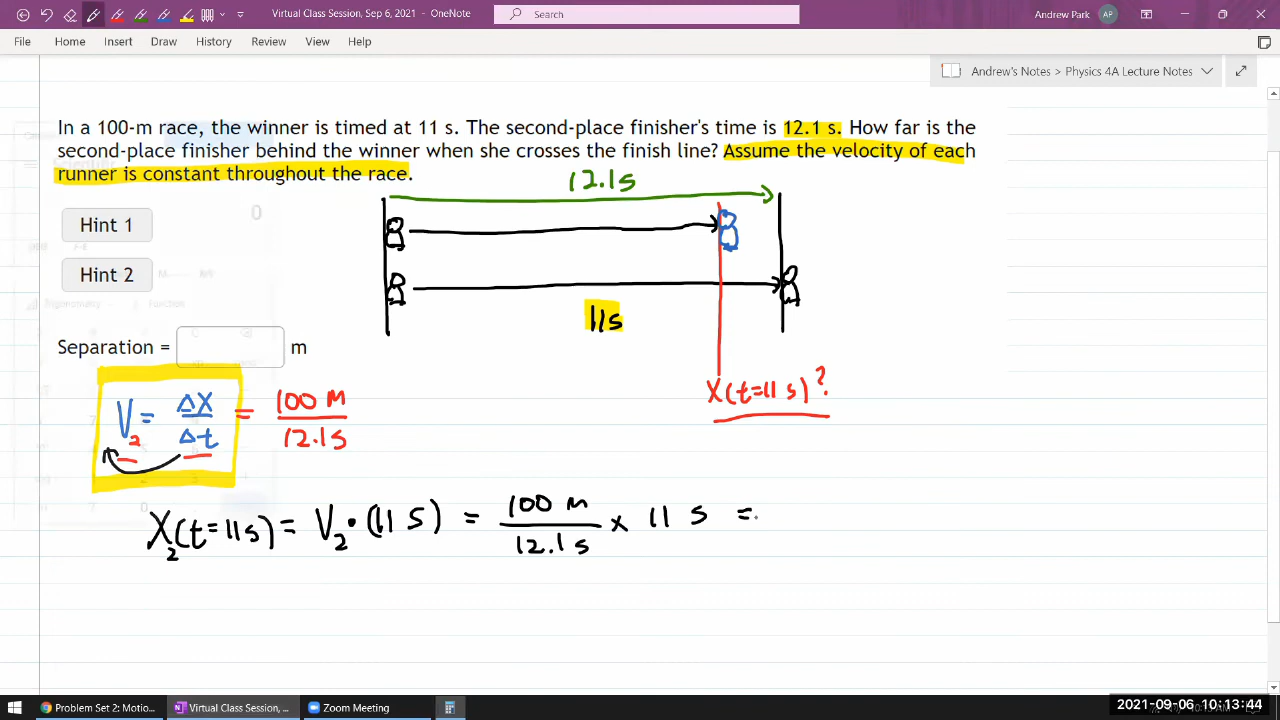 Virtual Class Session, Sep 6, 2021 - OneNote
Search
Andrew Park
AP
File Home Insert Draw History Review View Help
Andrew's Notes > Physics 4A Lecture Notes
In a 100-m race, the winner is timed at 11 s. The second-place finisher's time is 12.1 s. How far is the
second-place finisher behind the winner when she crosses the finish line? Assume the velocity of each
runner is constant throughout the race.
12.1s
Hint 1
Hint 2
11s
Separation = m
X(t=11 s)?
V2 = ΔX/Δt = 100 M/12.1s
X2(t=11s) = V2 • (11 S) = 100 M/12.1 s x 11 s =
Problem Set 2: Motio...
Virtual Class Session,...
Zoom Meeting
2021-09-06 10:13:44